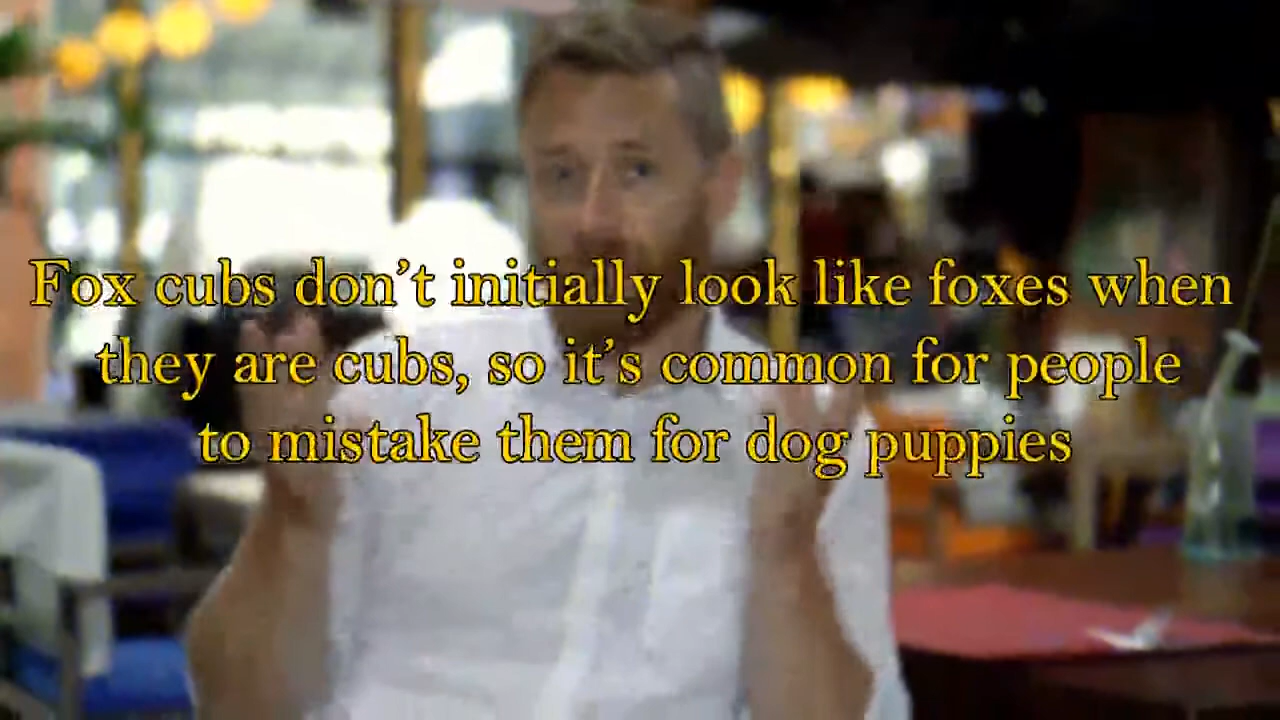 Fox cubs don’t initially look like foxes when
they are cubs, so it’s common for people
to mistake them for dog puppies